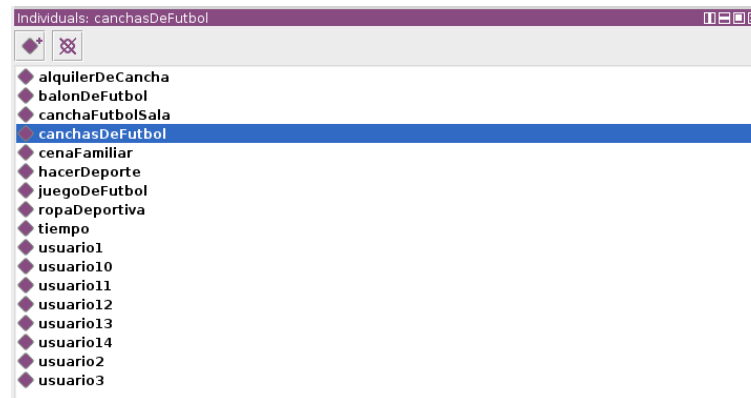 Individuals: canchasDeFutbol
alquilerDeCancha
balonDeFutbol
canchaFutbolSala
canchasDeFutbol
cenaFamiliar
hacerDeporte
juegoDeFutbol
ropaDeportiva
tiempo
usuario1
usuario10
usuario11
usuario12
usuario13
usuario14
usuario2
usuario3